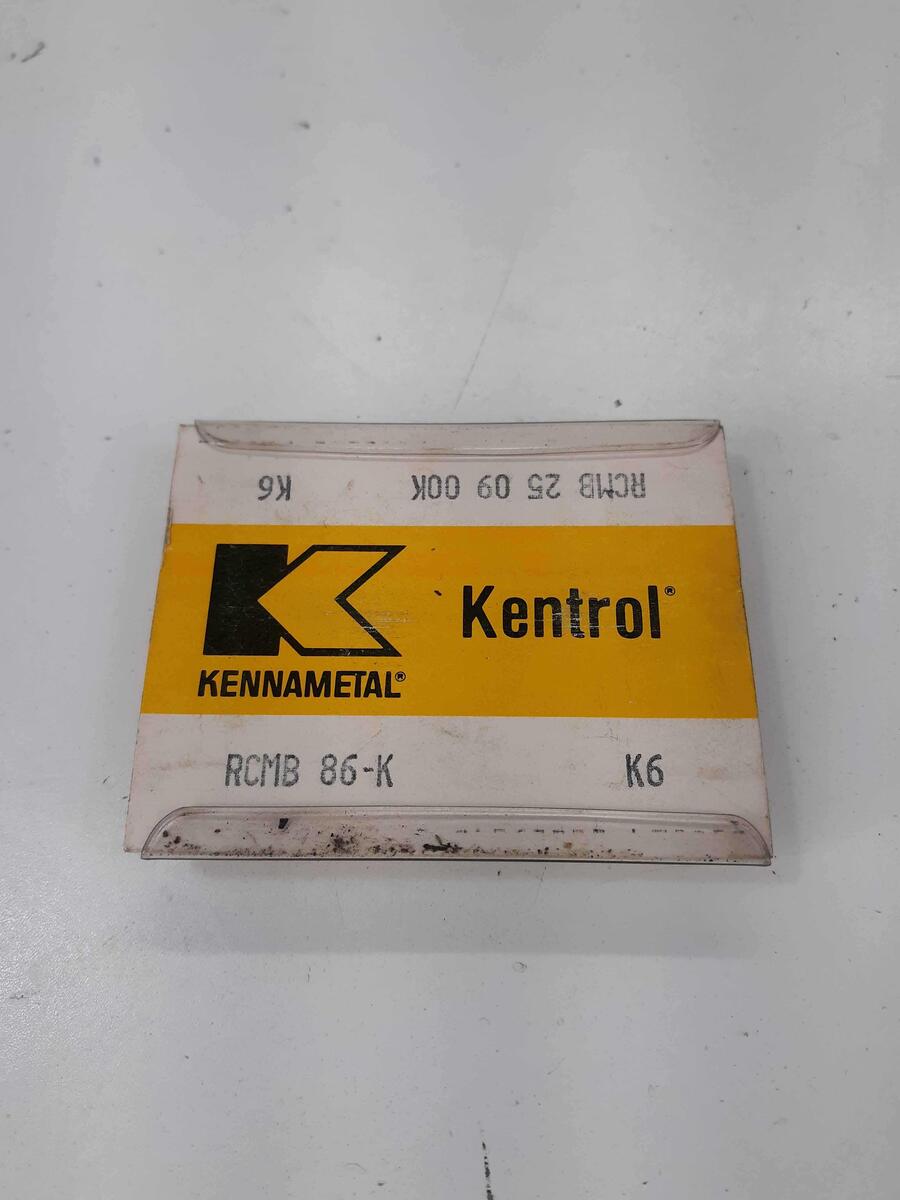 RCMB 25 09 00K K6
Kentrol®
KENNAMETAL®
RCMB 86-K K6